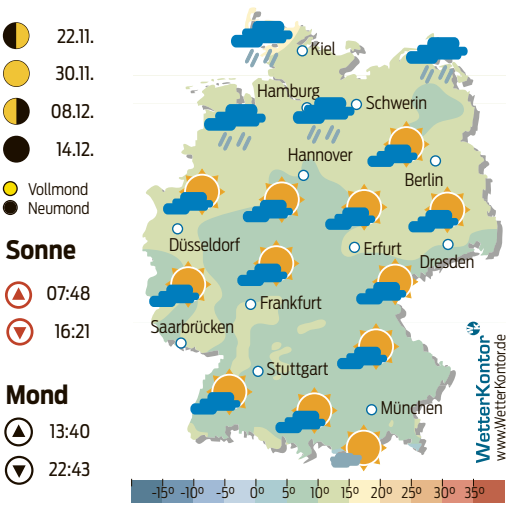 22.11.
30.11.
08.12.
14.12.
Vollmond
Neumond
Sonne
07:48
16:21
Mond
13:40
22:43
Kiel
Hamburg
Schwerin
Hannover
Berlin
Düsseldorf
Erfurt
Dresden
Frankfurt
Saarbrücken
Stuttgart
München
WetterKontor
www.WetterKontor.de
-15° -10° -5° 0° 5° 10° 15° 20° 25° 30° 35°